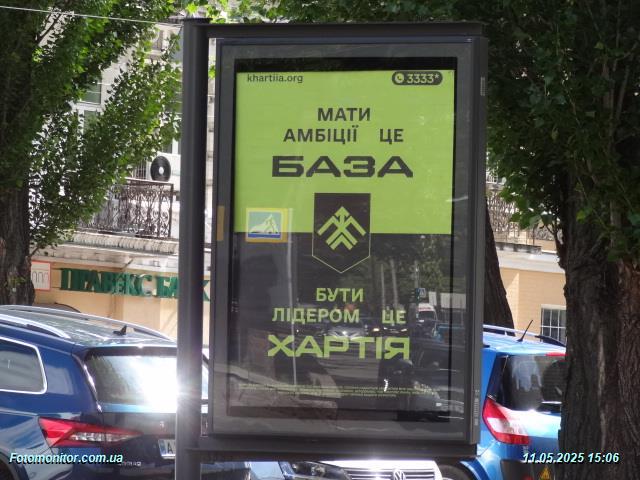 khartiia.org
3333*
МАТИ
АМБІЦІЇ ЦЕ
БАЗА
БУТИ
ЛІДЕРОМ ЦЕ
ХАРТІЯ
ПРАВЕКС БАНК
Fotomonitor.com.ua
11.05.2025 15:06